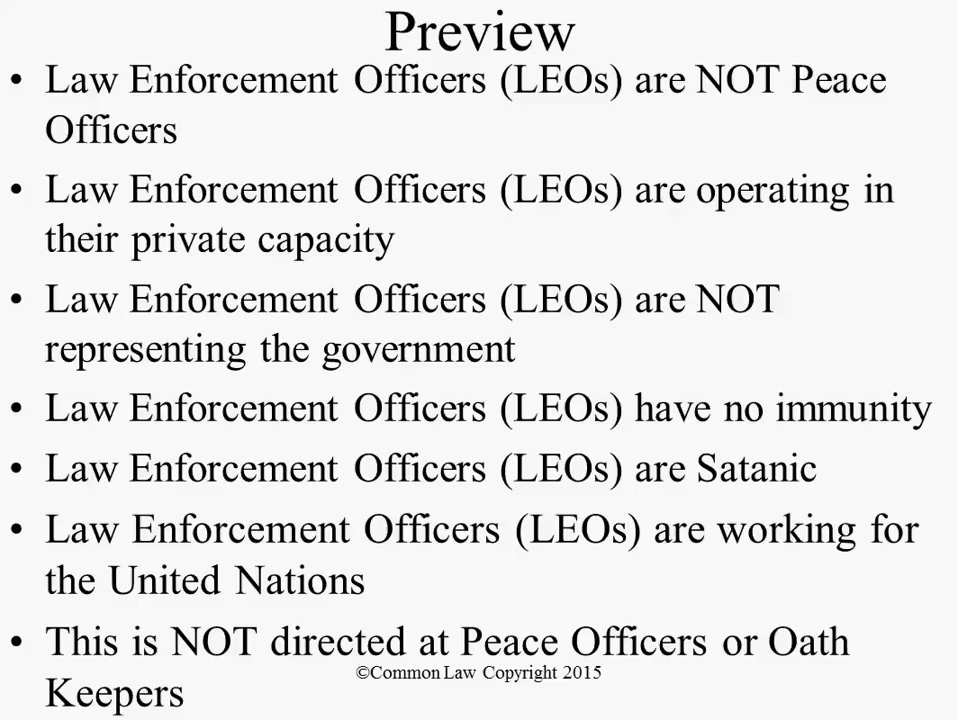 Preview
• Law Enforcement Officers (LEOs) are NOT Peace
Officers
• Law Enforcement Officers (LEOs) are operating in
their private capacity
• Law Enforcement Officers (LEOs) are NOT
representing the government
• Law Enforcement Officers (LEOs) have no immunity
• Law Enforcement Officers (LEOs) are Satanic
• Law Enforcement Officers (LEOs) are working for
the United Nations
• This is NOT directed at Peace Officers or Oath
Keepers
©Common Law Copyright 2015